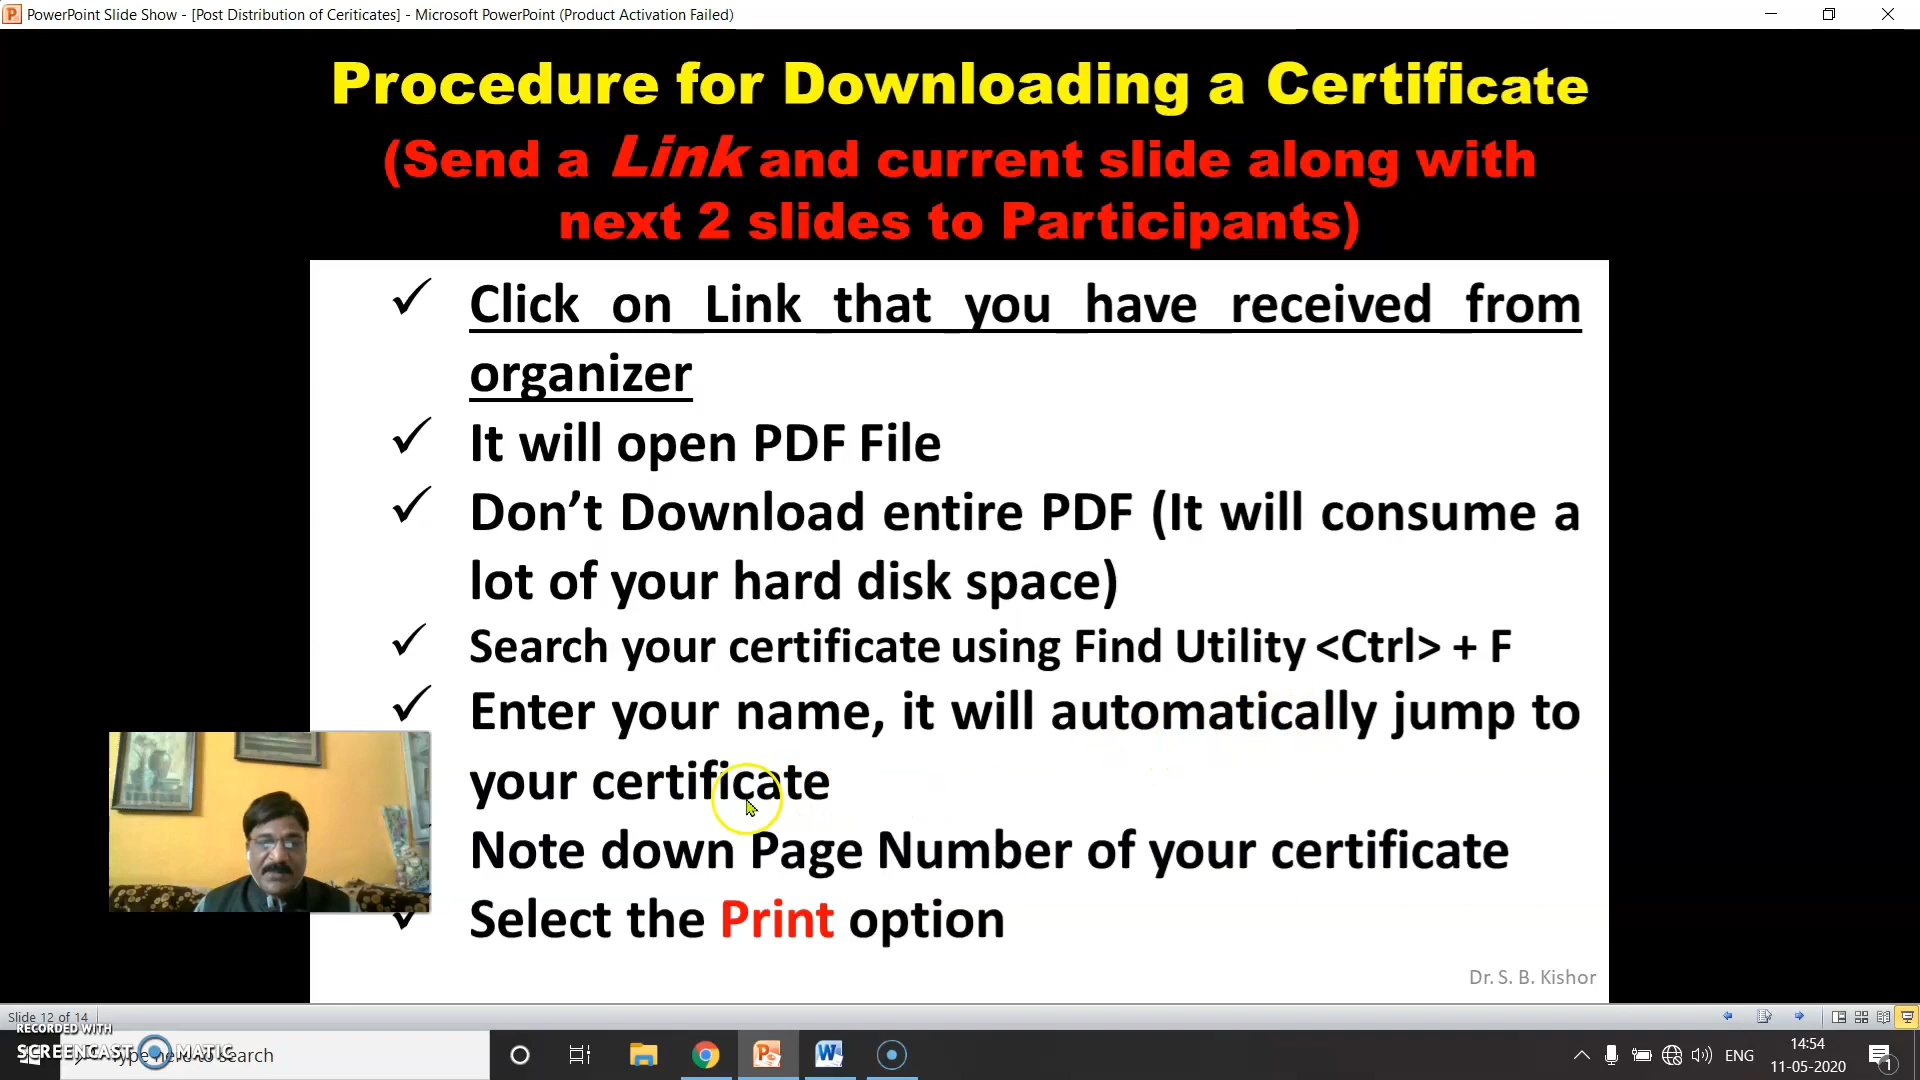 PowerPoint Slide Show - [Post Distribution of Ceriticates] - Microsoft PowerPoint (Product Activation Failed)
Procedure for Downloading a Certificate
(Send a Link and current slide along with
next 2 slides to Participants)
✓ Click on Link that you have received from
organizer
✓ It will open PDF File
✓ Don't Download entire PDF (It will consume a
lot of your hard disk space)
✓ Search your certificate using Find Utility <Ctrl> + F
✓ Enter your name, it will automatically jump to
your certificate
Note down Page Number of your certificate
✓ Select the Print option
Dr. S. B. Kishor
Slide 12 of 14
RECORDED WITH
SCREENCAST MATIC
Type here to search
ENG
14:54
11-05-2020
1